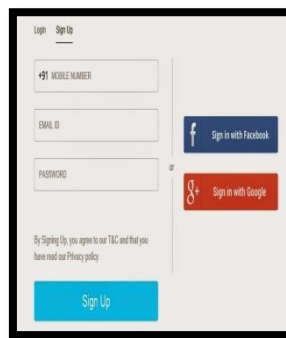 Login Sign Up
+91 MOBILE NUMBER
EMAIL ID
PASSWORD
By Signing Up, you agree to our T&C and that you
have read our Privacy policy
Sign Up
or
f Sign in with Facebook
g+ Sign in with Google